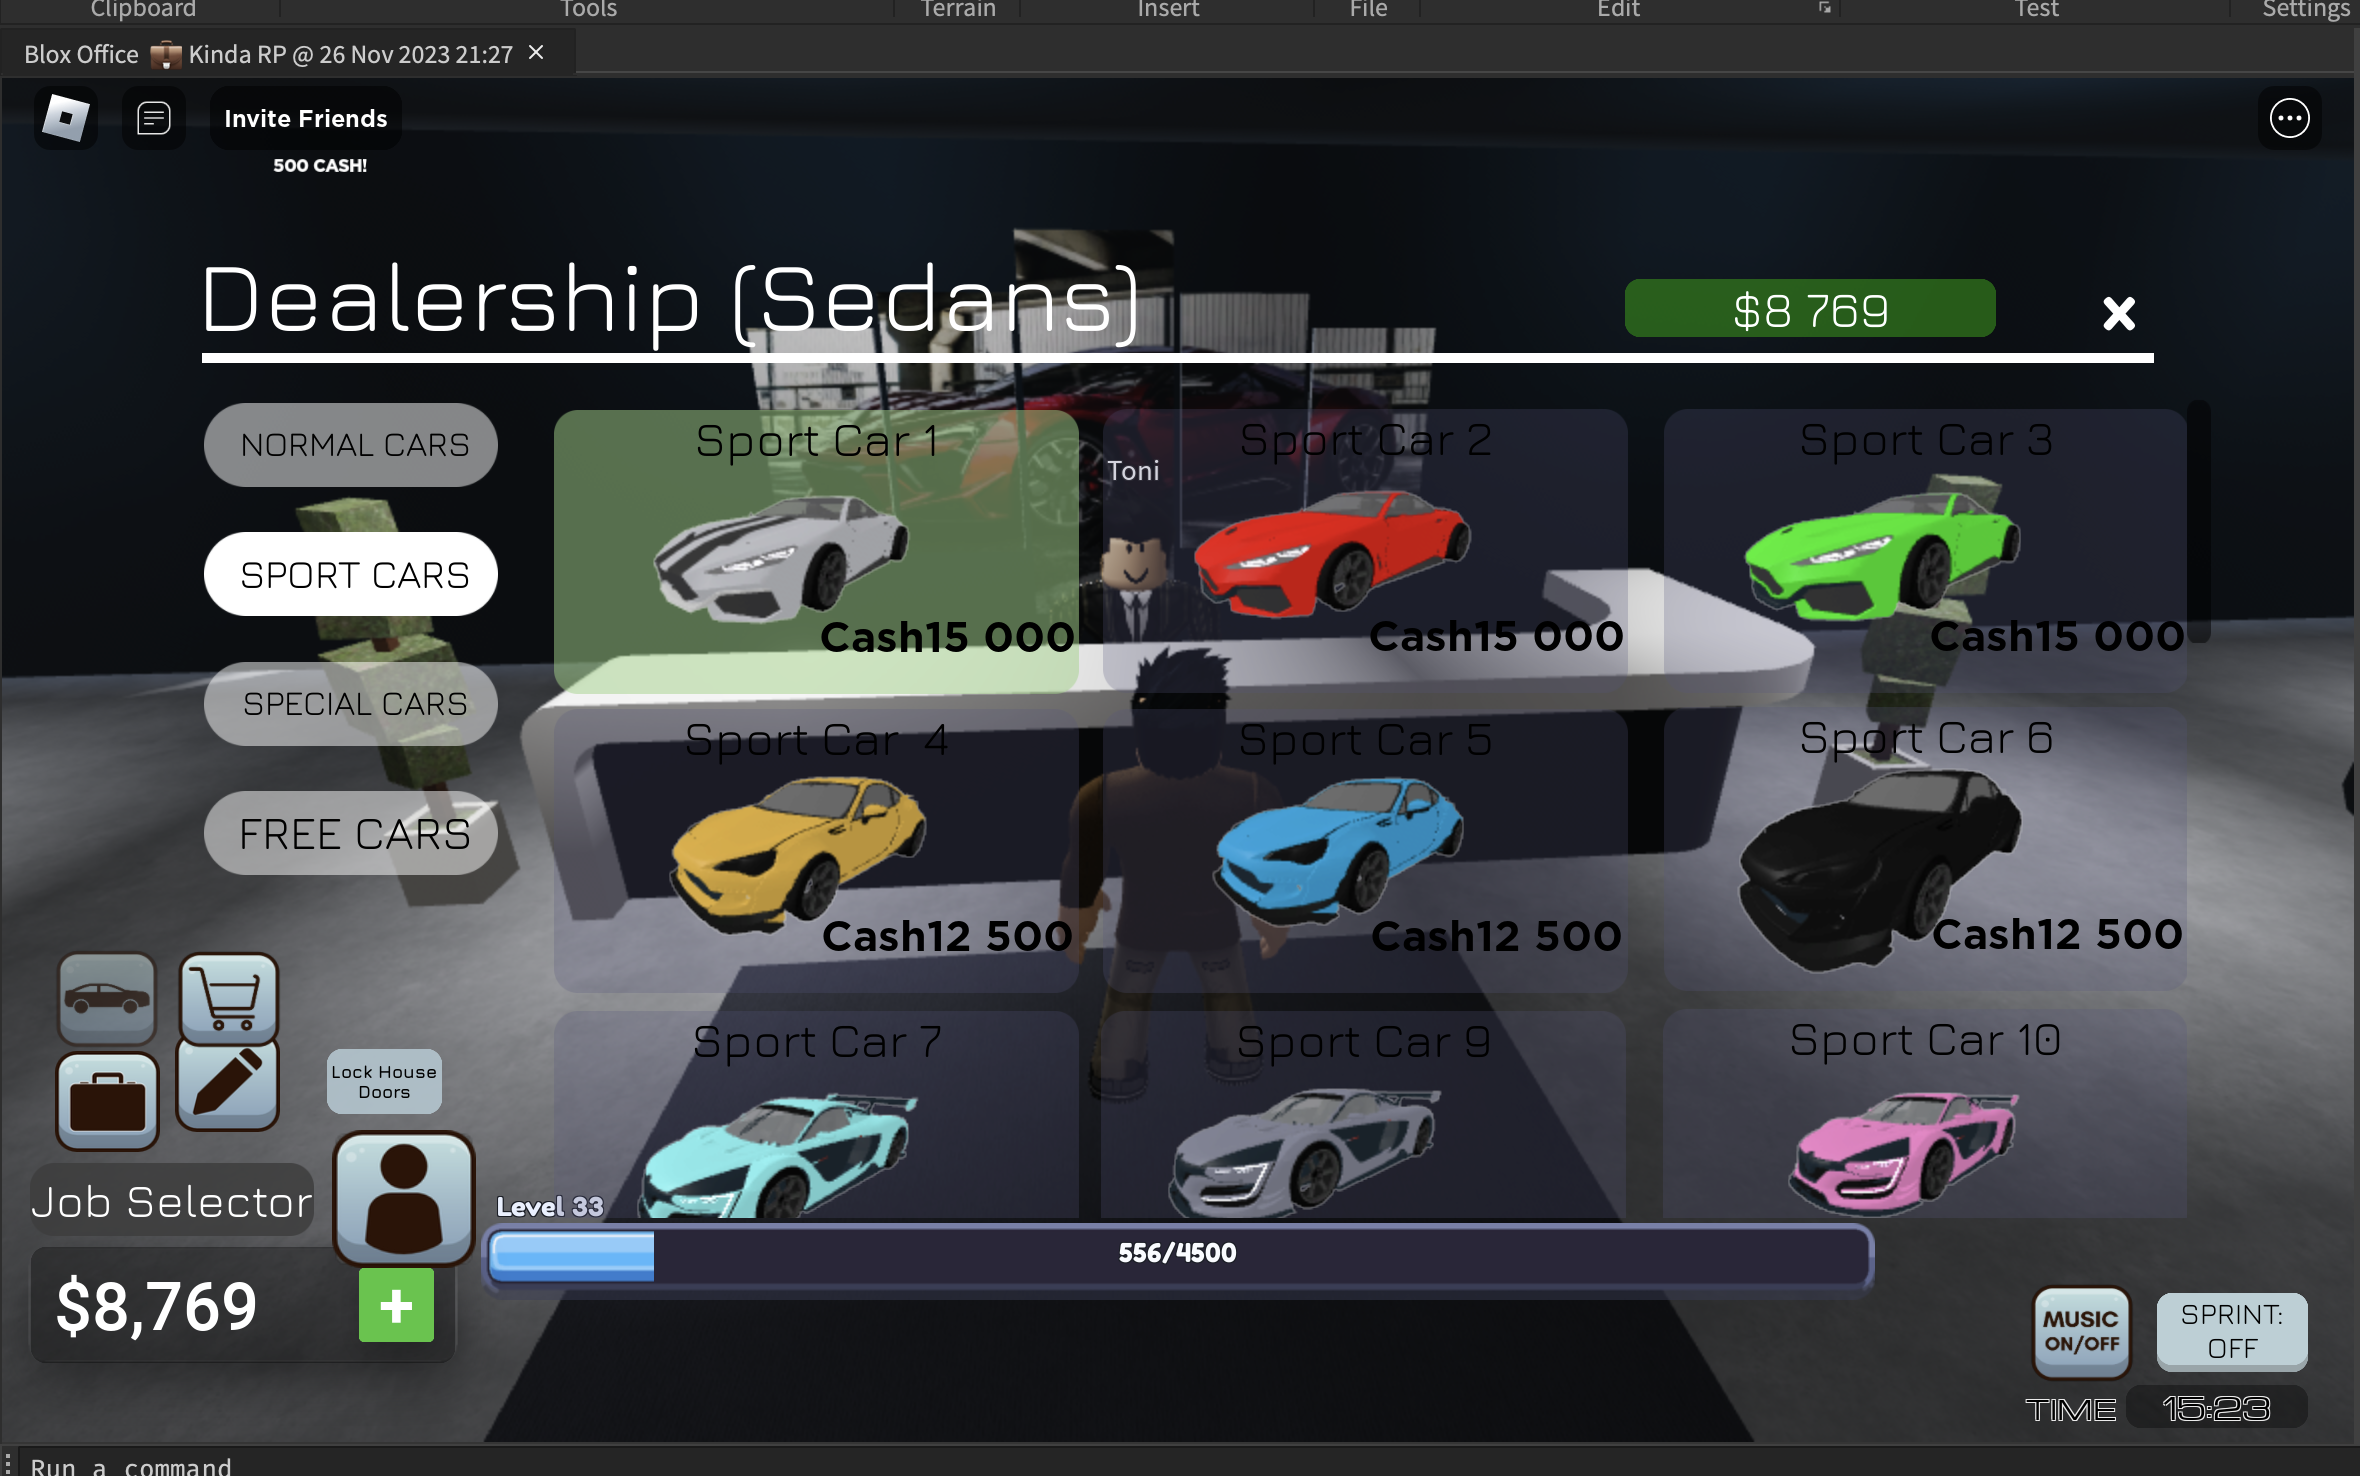 Clipboard
Tools
Terrain
Insert
File
Edit
Test
Settings
Blox Office 💼 Kinda RP @ 26 Nov 2023 21:27 ×
Invite Friends
500 CASH!
Dealership (Sedans)
$8 769
X
NORMAL CARS
SPORT CARS
SPECIAL CARS
FREE CARS
Sport Car 1
Cash15 000
Sport Car 2
Toni
Cash15 000
Sport Car 3
Cash15 000
Sport Car 4
Cash12 500
Sport Car 5
Cash12 500
Sport Car 6
Cash12 500
Sport Car 7
Sport Car 9
Sport Car 10
Lock House
Doors
Job Selector
$8,769
+
Level 33
556/4500
MUSIC
ON/OFF
SPRINT:
OFF
TIME 15:23
Run a command